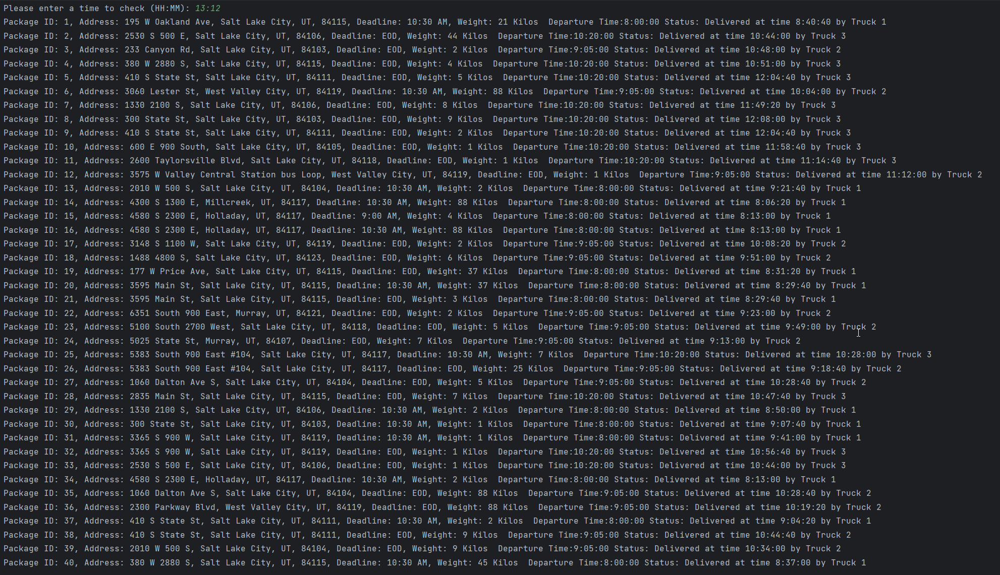 Please enter a time to check (HH:MM): 13:12
Package ID: 1, Address: 195 W Oakland Ave, Salt Lake City, UT, 84115, Deadline: 10:30 AM, Weight: 21 Kilos  Departure Time:8:00:00 Status: Delivered at time 8:40:40 by Truck 1
Package ID: 2, Address: 2530 S 500 E, Salt Lake City, UT, 84106, Deadline: EOD, Weight: 44 Kilos  Departure Time:10:20:00 Status: Delivered at time 10:44:00 by Truck 3
Package ID: 3, Address: 233 Canyon Rd, Salt Lake City, UT, 84103, Deadline: EOD, Weight: 2 Kilos  Departure Time:9:05:00 Status: Delivered at time 10:48:00 by Truck 2
Package ID: 4, Address: 380 W 2880 S, Salt Lake City, UT, 84115, Deadline: EOD, Weight: 4 Kilos  Departure Time:10:20:00 Status: Delivered at time 10:51:00 by Truck 3
Package ID: 5, Address: 410 S State St, Salt Lake City, UT, 84111, Deadline: EOD, Weight: 5 Kilos  Departure Time:10:20:00 Status: Delivered at time 12:04:40 by Truck 3
Package ID: 6, Address: 3060 Lester St, West Valley City, UT, 84119, Deadline: 10:30 AM, Weight: 88 Kilos  Departure Time:9:05:00 Status: Delivered at time 10:04:00 by Truck 2
Package ID: 7, Address: 1330 2100 S, Salt Lake City, UT, 84106, Deadline: EOD, Weight: 8 Kilos  Departure Time:10:20:00 Status: Delivered at time 11:49:20 by Truck 3
Package ID: 8, Address: 300 State St, Salt Lake City, UT, 84103, Deadline: EOD, Weight: 9 Kilos  Departure Time:10:20:00 Status: Delivered at time 12:08:00 by Truck 3
Package ID: 9, Address: 410 S State St, Salt Lake City, UT, 84111, Deadline: EOD, Weight: 2 Kilos  Departure Time:10:20:00 Status: Delivered at time 12:04:40 by Truck 3
Package ID: 10, Address: 600 E 900 South, Salt Lake City, UT, 84105, Deadline: EOD, Weight: 1 Kilos  Departure Time:10:20:00 Status: Delivered at time 11:58:40 by Truck 3
Package ID: 11, Address: 2600 Taylorsville Blvd, Salt Lake City, UT, 84118, Deadline: EOD, Weight: 1 Kilos  Departure Time:10:20:00 Status: Delivered at time 11:14:40 by Truck 3
Package ID: 12, Address: 3575 W Valley Central Station bus Loop, West Valley City, UT, 84119, Deadline: EOD, Weight: 1 Kilos  Departure Time:9:05:00 Status: Delivered at time 11:12:00 by Truck 2
Package ID: 13, Address: 2010 W 500 S, Salt Lake City, UT, 84104, Deadline: 10:30 AM, Weight: 2 Kilos  Departure Time:8:00:00 Status: Delivered at time 9:21:40 by Truck 1
Package ID: 14, Address: 4300 S 1300 E, Millcreek, UT, 84117, Deadline: 10:30 AM, Weight: 88 Kilos  Departure Time:8:00:00 Status: Delivered at time 8:06:20 by Truck 1
Package ID: 15, Address: 4580 S 2300 E, Holladay, UT, 84117, Deadline: 9:00 AM, Weight: 4 Kilos  Departure Time:8:00:00 Status: Delivered at time 8:13:00 by Truck 1
Package ID: 16, Address: 4580 S 2300 E, Holladay, UT, 84117, Deadline: 10:30 AM, Weight: 88 Kilos  Departure Time:8:00:00 Status: Delivered at time 8:13:00 by Truck 1
Package ID: 17, Address: 3148 S 1100 W, Salt Lake City, UT, 84119, Deadline: EOD, Weight: 2 Kilos  Departure Time:9:05:00 Status: Delivered at time 10:08:20 by Truck 2
Package ID: 18, Address: 1488 4800 S, Salt Lake City, UT, 84123, Deadline: EOD, Weight: 6 Kilos  Departure Time:9:05:00 Status: Delivered at time 9:51:00 by Truck 2
Package ID: 19, Address: 177 W Price Ave, Salt Lake City, UT, 84115, Deadline: EOD, Weight: 37 Kilos  Departure Time:8:00:00 Status: Delivered at time 8:31:20 by Truck 1
Package ID: 20, Address: 3595 Main St, Salt Lake City, UT, 84115, Deadline: 10:30 AM, Weight: 37 Kilos  Departure Time:8:00:00 Status: Delivered at time 8:29:40 by Truck 1
Package ID: 21, Address: 3595 Main St, Salt Lake City, UT, 84115, Deadline: EOD, Weight: 3 Kilos  Departure Time:8:00:00 Status: Delivered at time 8:29:40 by Truck 1
Package ID: 22, Address: 6351 South 900 East, Murray, UT, 84121, Deadline: EOD, Weight: 2 Kilos  Departure Time:9:05:00 Status: Delivered at time 9:23:00 by Truck 2
Package ID: 23, Address: 5100 South 2700 West, Salt Lake City, UT, 84118, Deadline: EOD, Weight: 5 Kilos  Departure Time:9:05:00 Status: Delivered at time 9:49:00 by Truck 2
Package ID: 24, Address: 5025 State St, Murray, UT, 84107, Deadline: EOD, Weight: 7 Kilos  Departure Time:9:05:00 Status: Delivered at time 9:13:00 by Truck 2
Package ID: 25, Address: 5383 South 900 East #104, Salt Lake City, UT, 84117, Deadline: 10:30 AM, Weight: 7 Kilos  Departure Time:10:20:00 Status: Delivered at time 10:28:00 by Truck 3
Package ID: 26, Address: 5383 South 900 East #104, Salt Lake City, UT, 84117, Deadline: EOD, Weight: 25 Kilos  Departure Time:9:05:00 Status: Delivered at time 9:18:40 by Truck 2
Package ID: 27, Address: 1060 Dalton Ave S, Salt Lake City, UT, 84104, Deadline: EOD, Weight: 5 Kilos  Departure Time:9:05:00 Status: Delivered at time 10:28:40 by Truck 2
Package ID: 28, Address: 2835 Main St, Salt Lake City, UT, 84115, Deadline: EOD, Weight: 7 Kilos  Departure Time:10:20:00 Status: Delivered at time 10:47:40 by Truck 3
Package ID: 29, Address: 1330 2100 S, Salt Lake City, UT, 84106, Deadline: 10:30 AM, Weight: 2 Kilos  Departure Time:8:00:00 Status: Delivered at time 8:50:00 by Truck 1
Package ID: 30, Address: 300 State St, Salt Lake City, UT, 84103, Deadline: 10:30 AM, Weight: 1 Kilos  Departure Time:8:00:00 Status: Delivered at time 9:07:40 by Truck 1
Package ID: 31, Address: 3365 S 900 W, Salt Lake City, UT, 84119, Deadline: 10:30 AM, Weight: 1 Kilos  Departure Time:8:00:00 Status: Delivered at time 9:41:00 by Truck 1
Package ID: 32, Address: 3365 S 900 W, Salt Lake City, UT, 84119, Deadline: EOD, Weight: 1 Kilos  Departure Time:10:20:00 Status: Delivered at time 10:56:40 by Truck 3
Package ID: 33, Address: 2530 S 500 E, Salt Lake City, UT, 84106, Deadline: EOD, Weight: 1 Kilos  Departure Time:10:20:00 Status: Delivered at time 10:44:00 by Truck 3
Package ID: 34, Address: 4580 S 2300 E, Holladay, UT, 84117, Deadline: 10:30 AM, Weight: 2 Kilos  Departure Time:8:00:00 Status: Delivered at time 8:13:00 by Truck 1
Package ID: 35, Address: 1060 Dalton Ave S, Salt Lake City, UT, 84104, Deadline: EOD, Weight: 88 Kilos  Departure Time:9:05:00 Status: Delivered at time 10:28:40 by Truck 2
Package ID: 36, Address: 2300 Parkway Blvd, West Valley City, UT, 84119, Deadline: EOD, Weight: 88 Kilos  Departure Time:9:05:00 Status: Delivered at time 10:19:20 by Truck 2
Package ID: 37, Address: 410 S State St, Salt Lake City, UT, 84111, Deadline: 10:30 AM, Weight: 2 Kilos  Departure Time:8:00:00 Status: Delivered at time 9:04:20 by Truck 1
Package ID: 38, Address: 410 S State St, Salt Lake City, UT, 84111, Deadline: EOD, Weight: 9 Kilos  Departure Time:9:05:00 Status: Delivered at time 10:44:40 by Truck 2
Package ID: 39, Address: 2010 W 500 S, Salt Lake City, UT, 84104, Deadline: EOD, Weight: 9 Kilos  Departure Time:9:05:00 Status: Delivered at time 10:34:00 by Truck 2
Package ID: 40, Address: 380 W 2880 S, Salt Lake City, UT, 84115, Deadline: 10:30 AM, Weight: 45 Kilos  Departure Time:8:00:00 Status: Delivered at time 8:37:00 by Truck 1